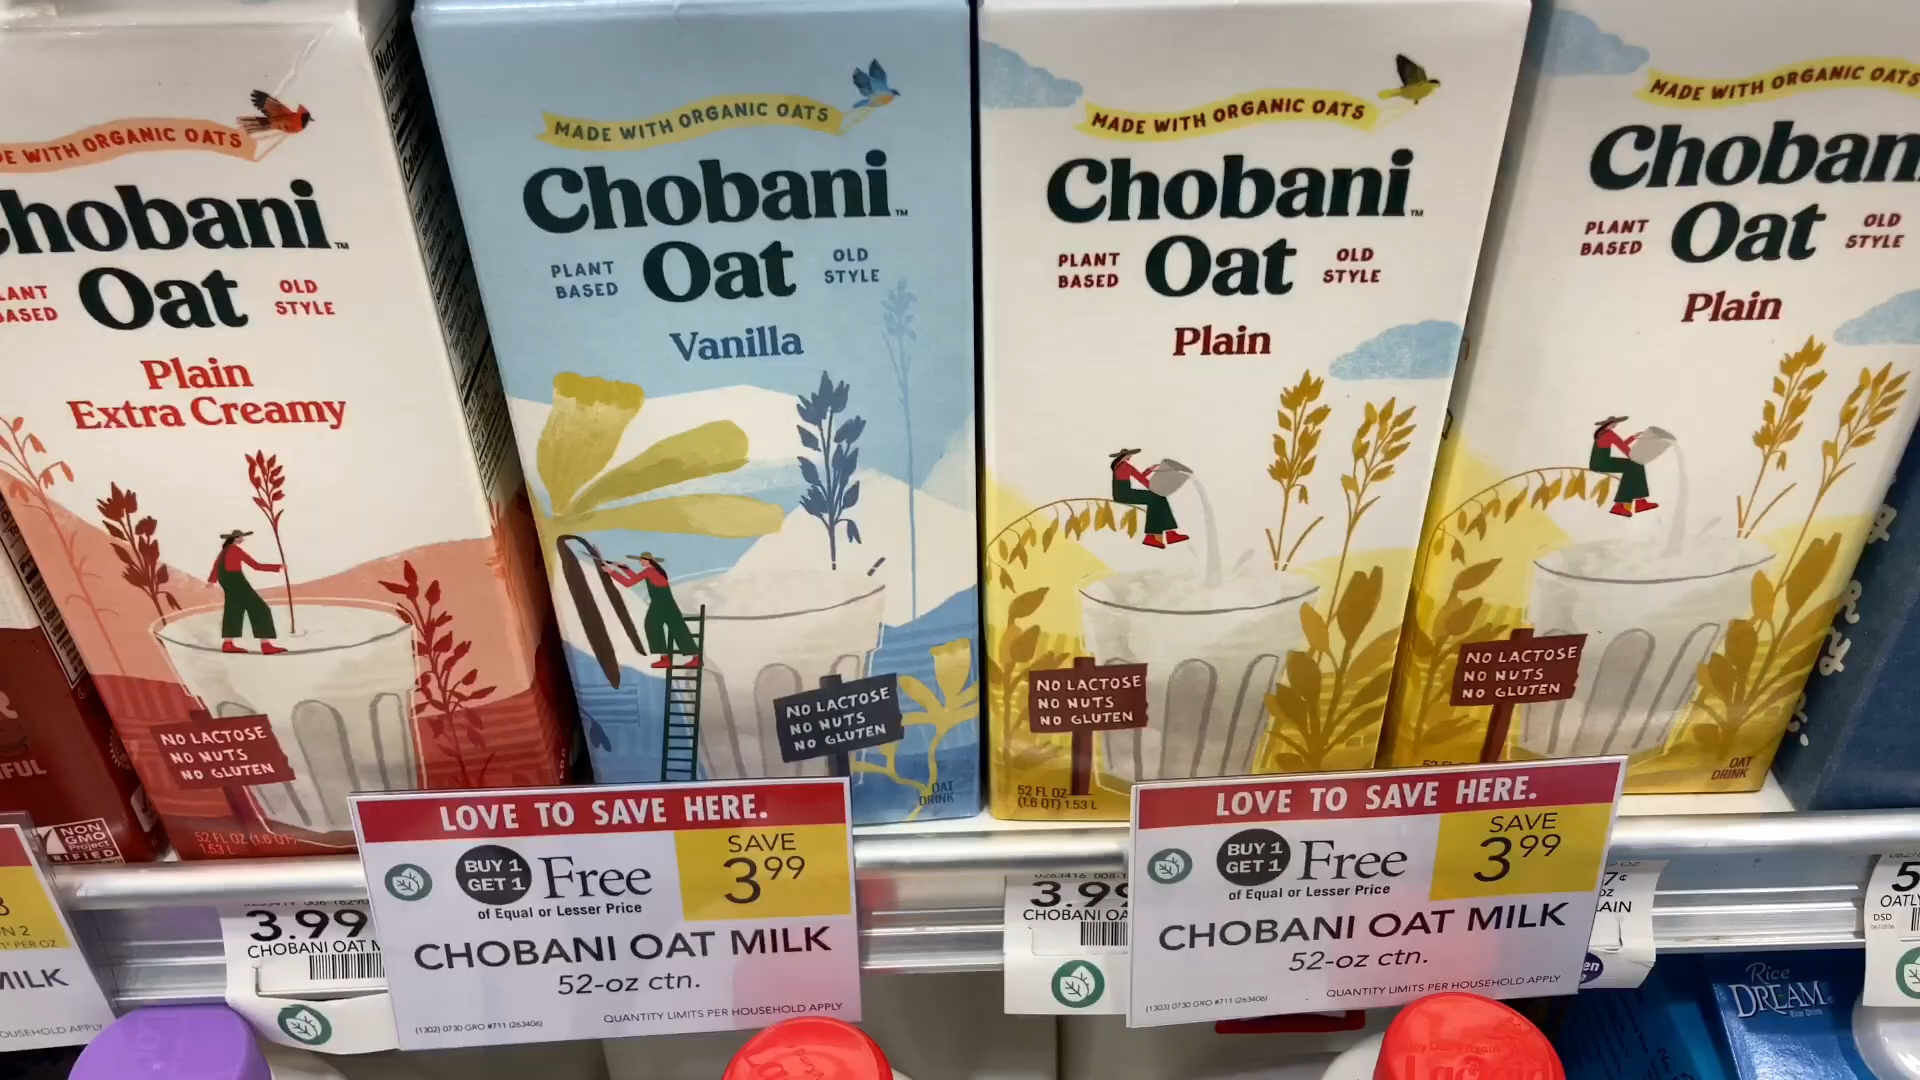 MADE WITH ORGANIC OATS
Chobani™
Oat
OLD
STYLE
Plain
Extra Creamy
NO LACTOSE
NO NUTS
NO GLUTEN
52 FL OZ (1.6 QT)
1.53 L
NON
GMO
Project
MADE WITH ORGANIC OATS
Chobani™
PLANT
BASED
Oat
OLD
STYLE
Vanilla
NO LACTOSE
NO NUTS
NO GLUTEN
OAT
DRINK
MADE WITH ORGANIC OATS
Chobani™
PLANT
BASED
Oat
OLD
STYLE
Plain
NO LACTOSE
NO NUTS
NO GLUTEN
52 FL OZ
(1.6 QT) 1.53 L
MADE WITH ORGANIC OATS
Choban
PLANT
BASED
Oat
OLD
STYLE
Plain
NO LACTOSE
NO NUTS
NO GLUTEN
OAT
DRINK
LOVE TO SAVE HERE.
BUY 1
GET 1
Free
of Equal or Lesser Price
SAVE
3.99
CHOBANI OAT MILK
52-oz ctn.
QUANTITY LIMITS PER HOUSEHOLD APPLY
(1302) 0730 GRO #711 (263406)
LOVE TO SAVE HERE.
BUY 1
GET 1
Free
of Equal or Lesser Price
SAVE
3.99
CHOBANI OAT MILK
52-oz ctn.
QUANTITY LIMITS PER HOUSEHOLD APPLY
(1303) 0730 GRO #711 (263406)
3.99
CHOBANI OAT
3.99
CHOBANI OA
PER OZ
MILK
HOUSEHOLD APPLY
5
OATLY
DSD
Rice
DREAM